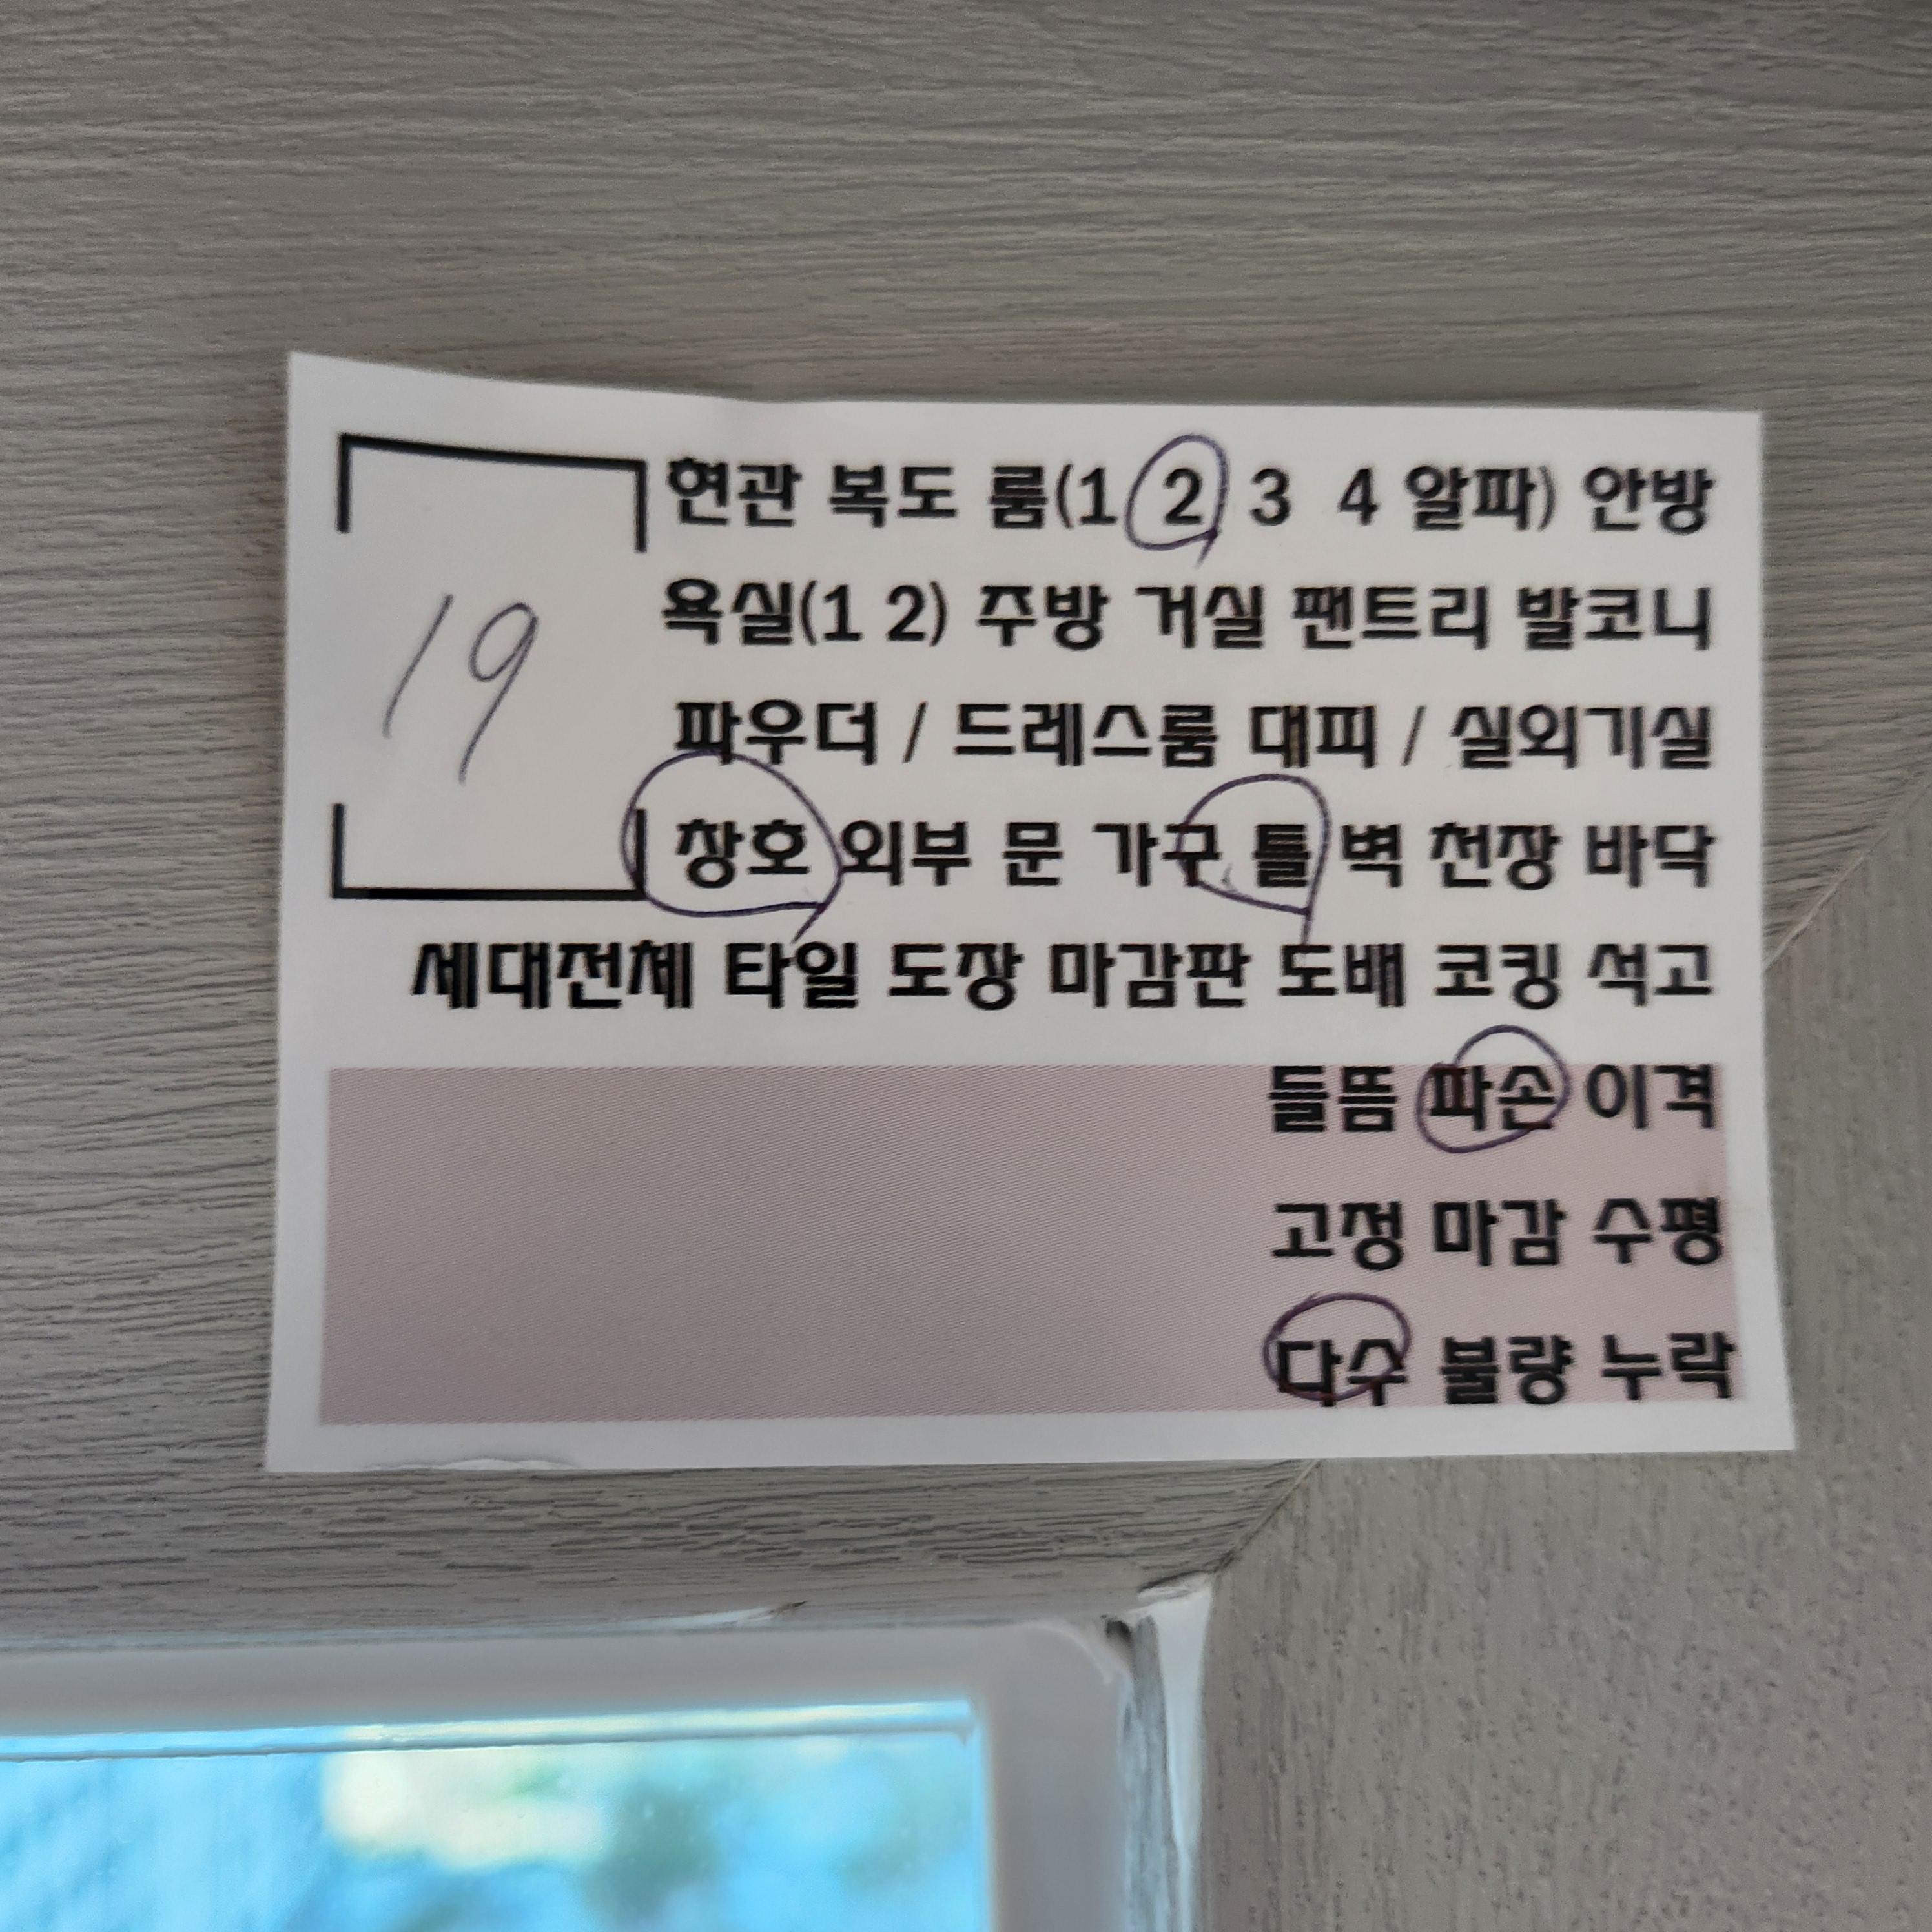 현관 복도 룸(1 2 3 4 알파) 안방
욕실(1 2) 주방 거실 팬트리 발코니
19
파우더 / 드레스룸 대피 / 실외기실
창호 외부 문 가구 틀 벽 천장 바닥
세대전체 타일 도장 마감판 도배 코킹 석고
들뜸 파손 이격
고정 마감 수평
다수 불량 누락